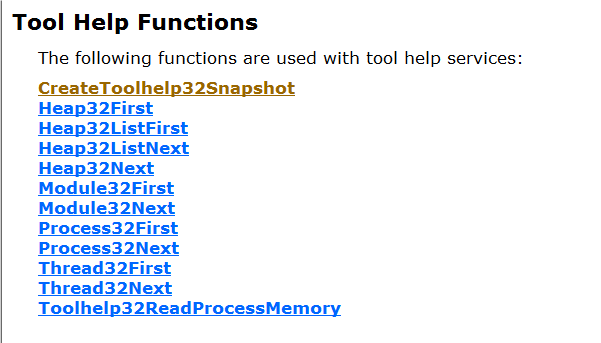 Tool Help Functions
The following functions are used with tool help services:
CreateToolhelp32Snapshot
Heap32First
Heap32ListFirst
Heap32ListNext
Heap32Next
Module32First
Module32Next
Process32First
Process32Next
Thread32First
Thread32Next
Toolhelp32ReadProcessMemory